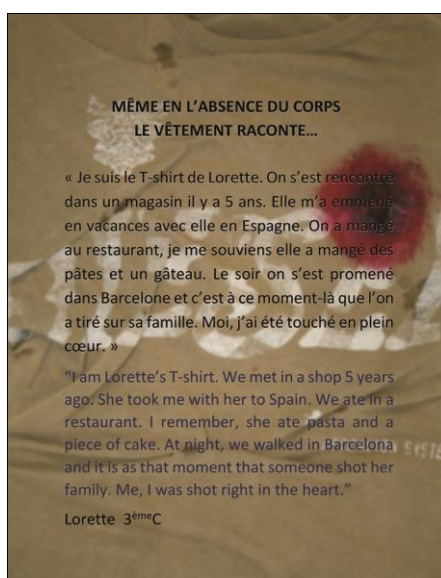 MÊME EN L'ABSENCE DU CORPS
LE VÊTEMENT RACONTE...
« Je suis le T-shirt de Lorette. On s'est rencontré
dans un magasin il y a 5 ans. Elle m'a emmené
en vacances avec elle en Espagne. On a mangé
au restaurant, je me souviens elle a mangé des
pâtes et un gâteau. Le soir on s'est promené
dans Barcelone et c'est à ce moment-là que l'on
a tiré sur sa famille. Moi, j'ai été touché en plein
cœur. »
"I am Lorette's T-shirt. We met in a shop 5 years
ago. She took me with her to Spain. We ate in a
restaurant. I remember, she ate pasta and a
piece of cake. At night, we walked in Barcelona
and it is as that moment that someone shot her
family. Me, I was shot right in the heart."
Lorette 3èmeC